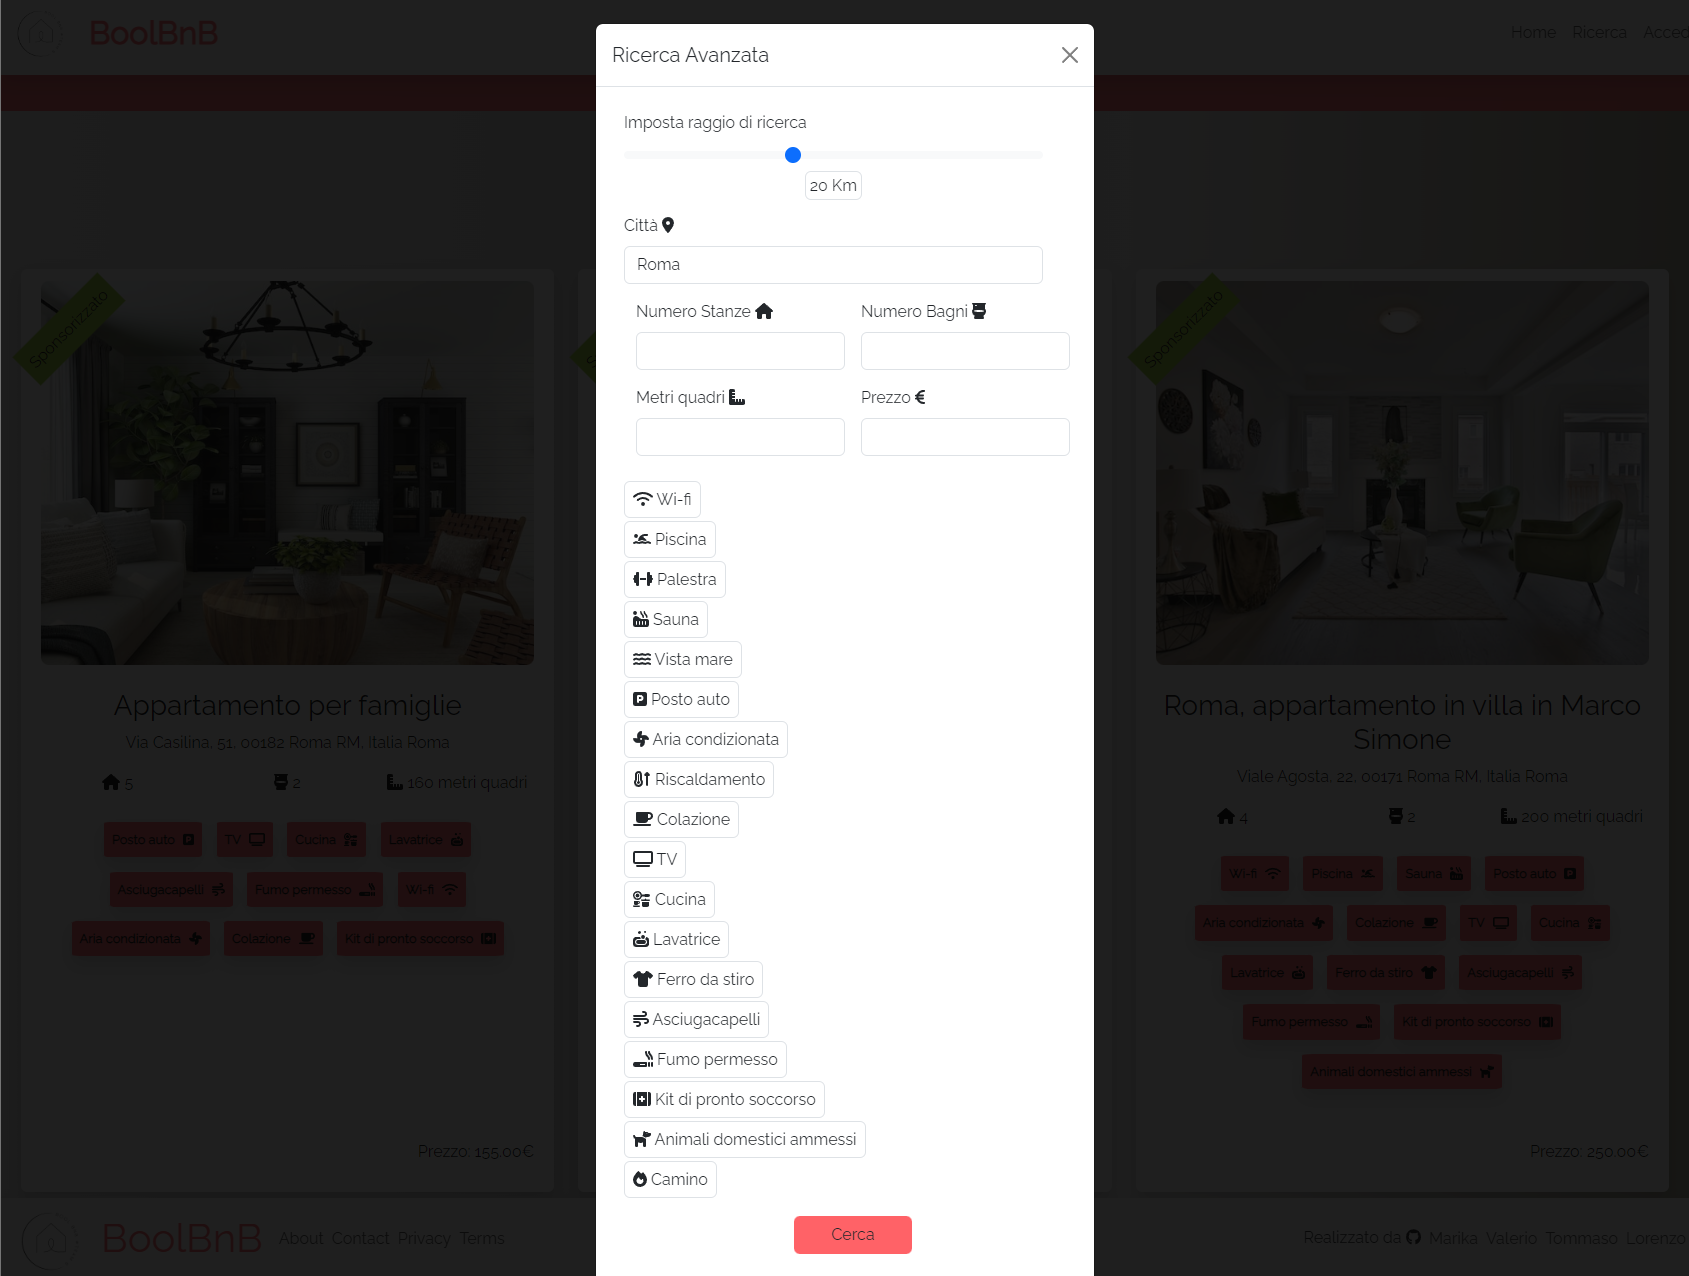 BoolBnB
Home Ricerca
Ricerca Avanzata
Imposta raggio di ricerca
20 Km
Città
Roma
Numero Stanze
Numero Bagni
Metri quadri
Prezzo
Wi-fi
Piscina
Palestra
Sauna
Vista mare
Posto auto
Aria condizionata
Riscaldamento
Colazione
TV
Cucina
Lavatrice
Ferro da stiro
Asciugacapelli
Fumo permesso
Kit di pronto soccorso
Animali domestici ammessi
Camino
Cerca
Sponsorizzato
Appartamento per famiglie
Via Casilina, 51, 00182 Roma RM, Italia Roma
5 2 160 metri quadri
Posto auto TV Cucina Lavatrice
Asciugacapelli Fumo permesso Wi-fi
Aria condizionata Colazione Kit di pronto soccorso
Prezzo: 155.00€
Sponsorizzato
Roma, appartamento in villa in Marco
Simone
Viale Agosta, 22, 00171 Roma RM, Italia Roma
4 2 200 metri quadri
Wi-fi Piscina Sauna Posto auto
Aria condizionata Colazione TV Cucina
Lavatrice Ferro da stiro Asciugacapelli
Fumo permesso Kit di pronto soccorso
Animali domestici ammessi
Prezzo: 250.00€
BoolBnB About Contact Privacy Terms
Realizzato da Marika Valerio Tommaso Lorenzo